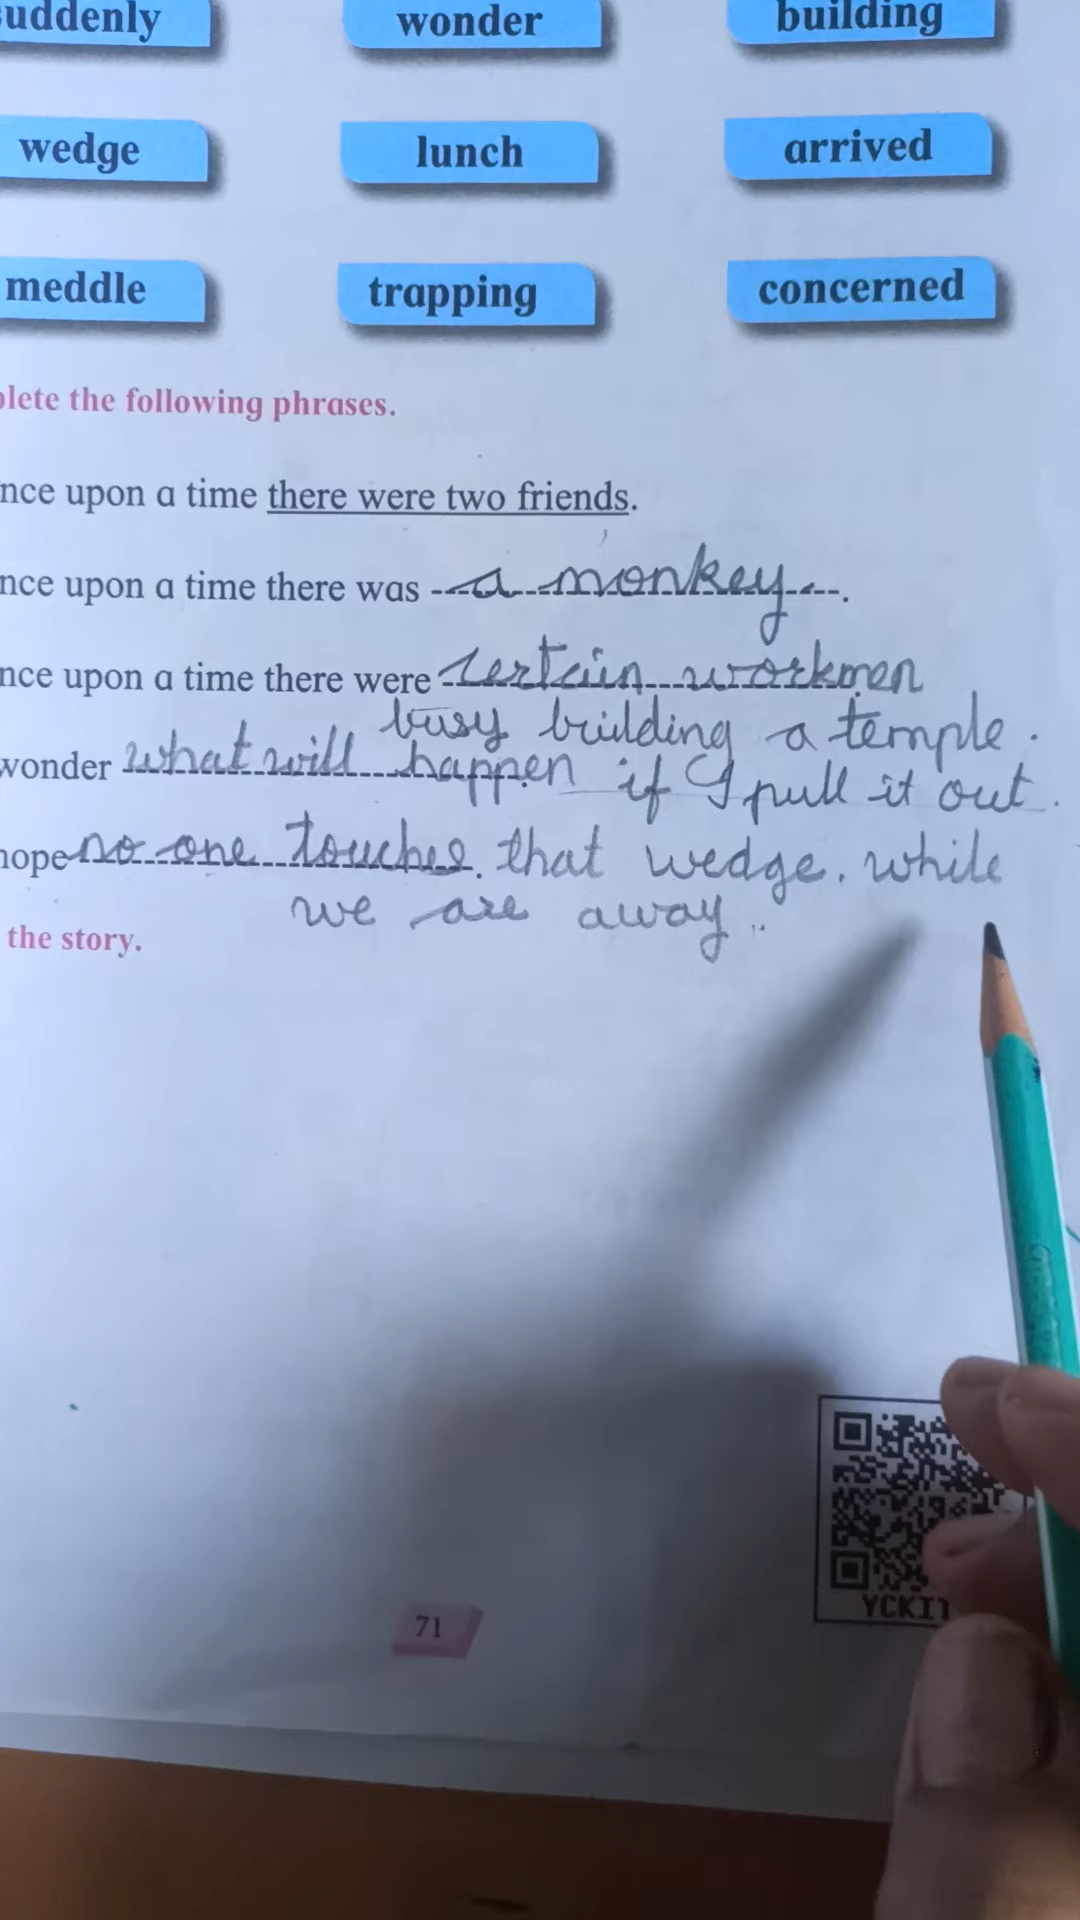 uddenly wonder building
wedge lunch arrived
meddle trapping concerned
lete the following phrases.
nce upon a time there were two friends.
nce upon a time there was a monkey.
nce upon a time there were certain workmen
busy building a temple.
wonder what will happen if I pull it out.
hope no one touches. that wedge. while
we are away.
the story.
YCKI1
71